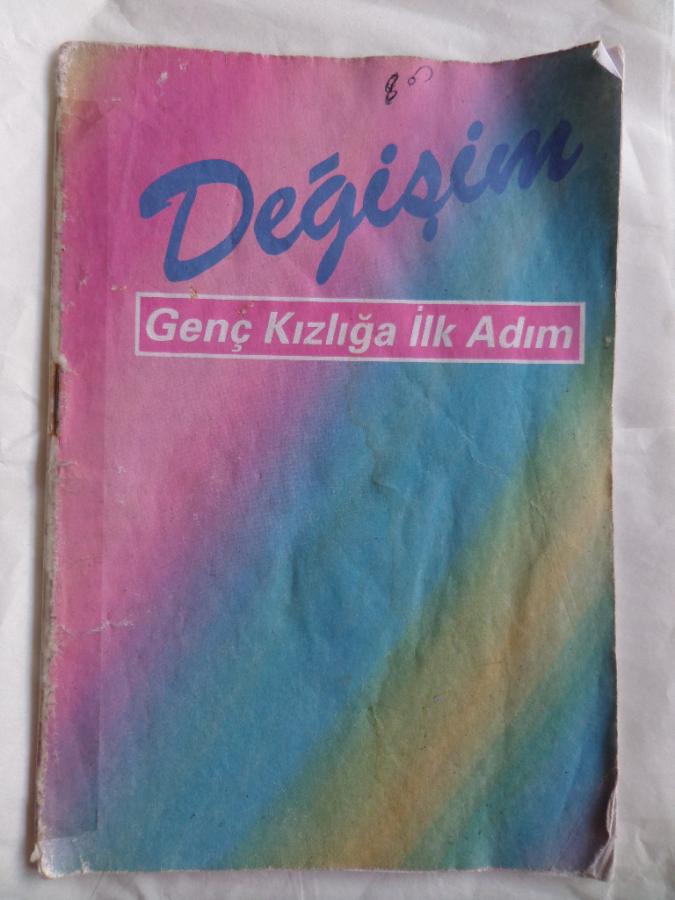 Değişim
Genç Kızlığa İlk Adım